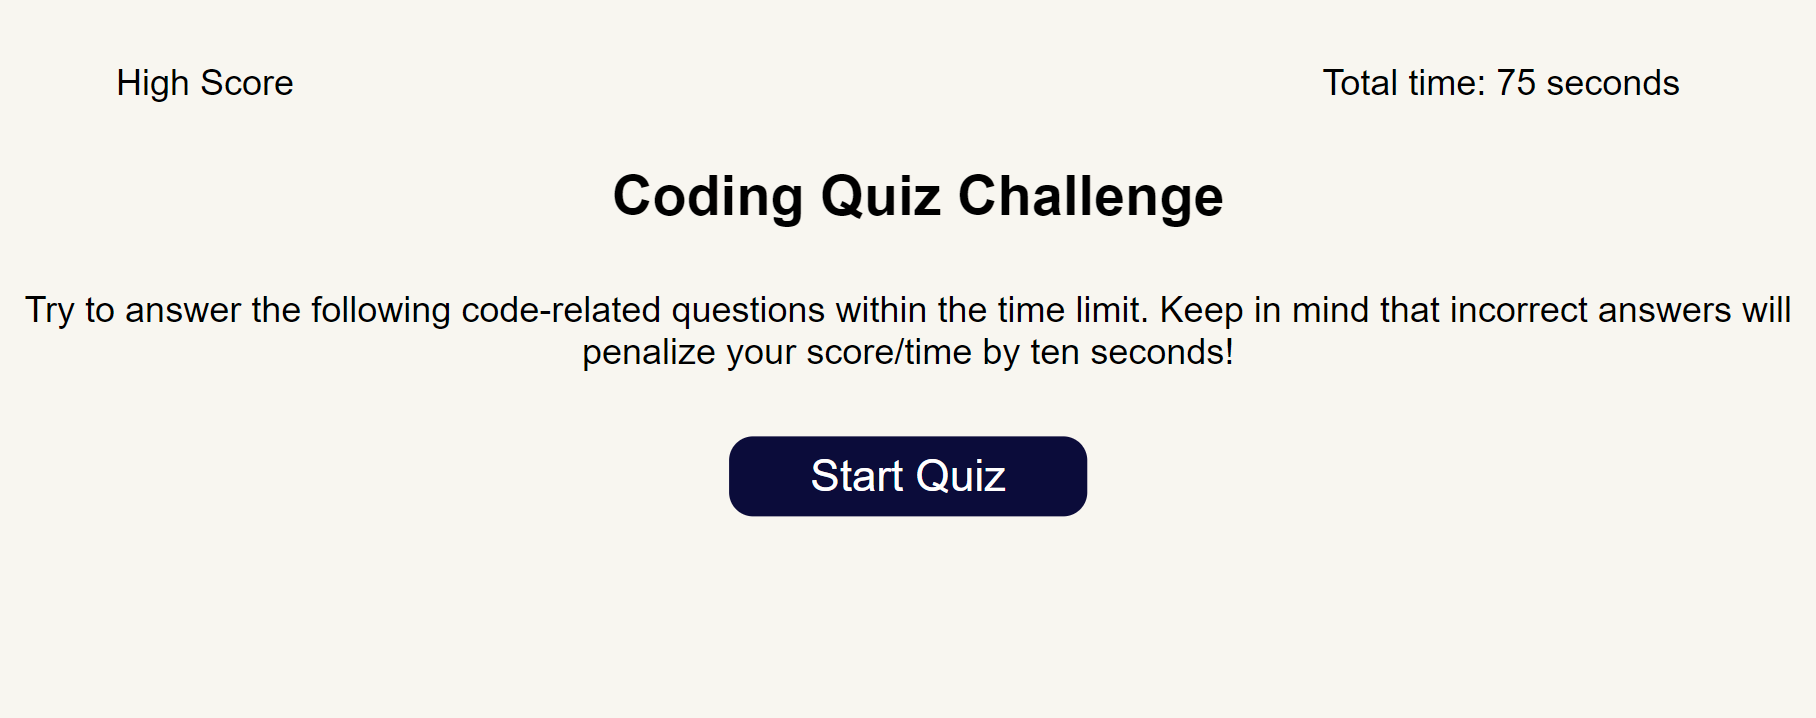 High Score
Total time: 75 seconds
Coding Quiz Challenge
Try to answer the following code-related questions within the time limit. Keep in mind that incorrect answers will
penalize your score/time by ten seconds!
Start Quiz